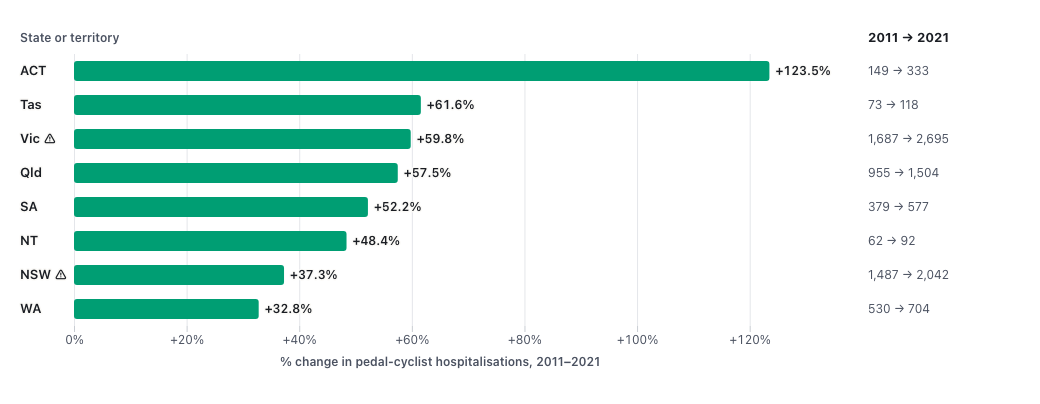 State or territory 2011 → 2021
ACT +123.5% 149 → 333
Tas +61.6% 73 → 118
Vic ⚠ +59.8% 1,687 → 2,695
Qld +57.5% 955 → 1,504
SA +52.2% 379 → 577
NT +48.4% 62 → 92
NSW ⚠ +37.3% 1,487 → 2,042
WA +32.8% 530 → 704
0% +20% +40% +60% +80% +100% +120%
% change in pedal-cyclist hospitalisations, 2011–2021